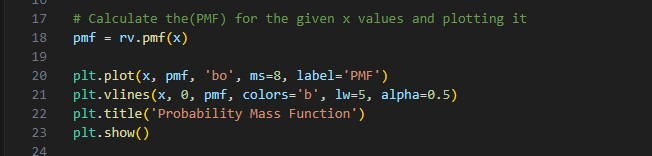 17 # Calculate the(PMF) for the given x values and plotting it
18 pmf = rv.pmf(x)
19
20 plt.plot(x, pmf, 'bo', ms=8, label='PMF')
21 plt.vlines(x, 0, pmf, colors='b', lw=5, alpha=0.5)
22 plt.title('Probability Mass Function')
23 plt.show()
24